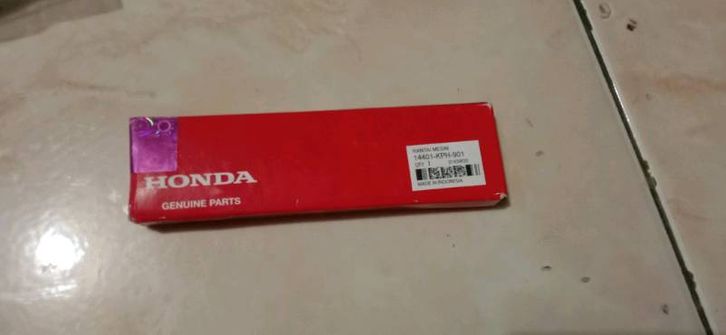 HONDA
GENUINE PARTS
RANTAI MESIN
14401-KPH-901
QTY 1
MADE IN INDONESIA